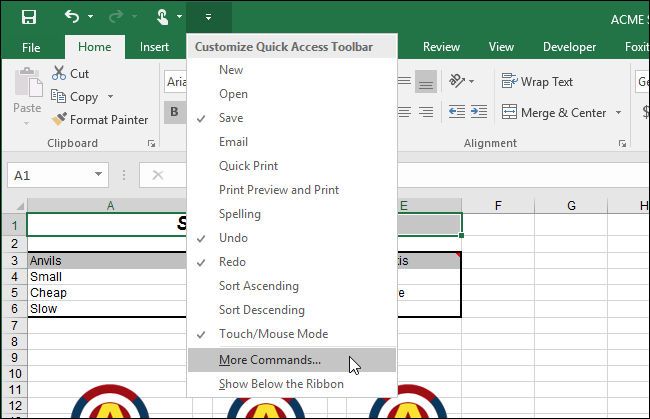 ACME S
File Home Insert Review View Developer Foxit
Customize Quick Access Toolbar
New
Open
Save
Email
Quick Print
Print Preview and Print
Spelling
Undo
Redo
Sort Ascending
Sort Descending
Touch/Mouse Mode
More Commands...
Show Below the Ribbon
Paste
Cut
Copy
Format Painter
Clipboard
Aria
B
Wrap Text
Merge & Center
Alignment
Ge
$
A1
A E F G H
1 S
2
3 Anvils
4 Small
5 Cheap e
6 Slow
7
8
9
10
11
12
13
A A A